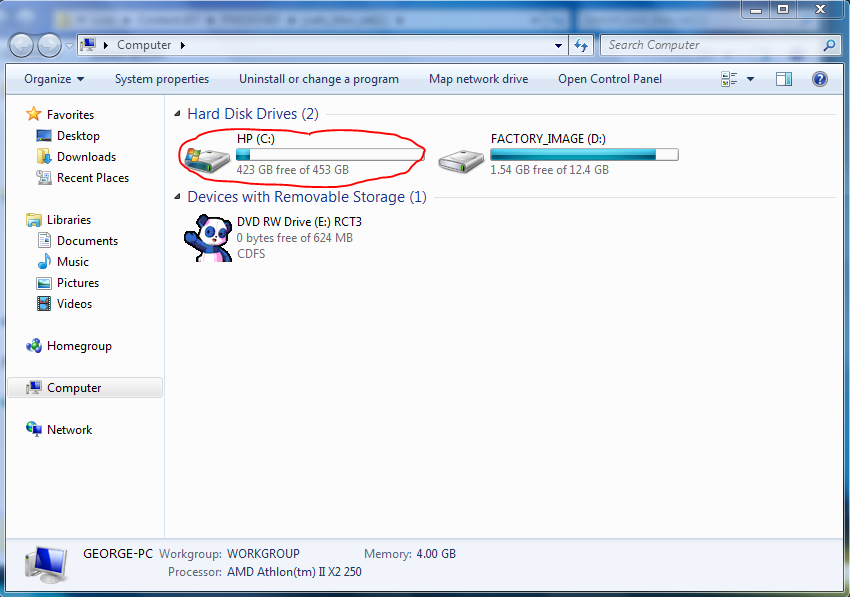 Computer
Search Computer
Organize
System properties
Uninstall or change a program
Map network drive
Open Control Panel
Favorites
Desktop
Downloads
Recent Places
Libraries
Documents
Music
Pictures
Videos
Homegroup
Computer
Network
Hard Disk Drives (2)
HP (C:)
423 GB free of 453 GB
FACTORY_IMAGE (D:)
1.54 GB free of 12.4 GB
Devices with Removable Storage (1)
DVD RW Drive (E:) RCT3
0 bytes free of 624 MB
CDFS
GEORGE-PC Workgroup: WORKGROUP Memory: 4.00 GB
Processor: AMD Athlon(tm) II X2 250